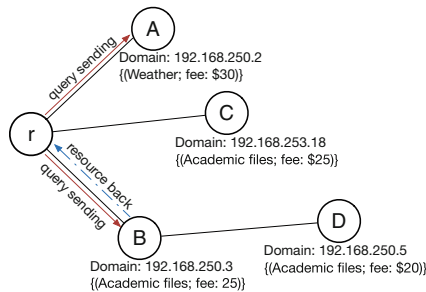 A
query sending
Domain: 192.168.250.2
{(Weather; fee: $30)}
C
r
Domain: 192.168.253.18
{(Academic files; fee: $25)}
resource back
query sending
B
D
Domain: 192.168.250.3
{(Academic files; fee: 25)}
Domain: 192.168.250.5
{(Academic files; fee: $20)}